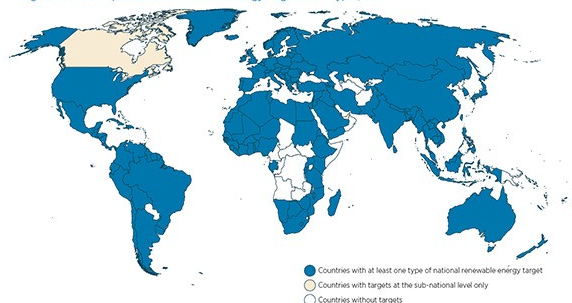 Countries with at least one type of national renewable energy target
Countries with targets at the sub-national level only
Countries without targets